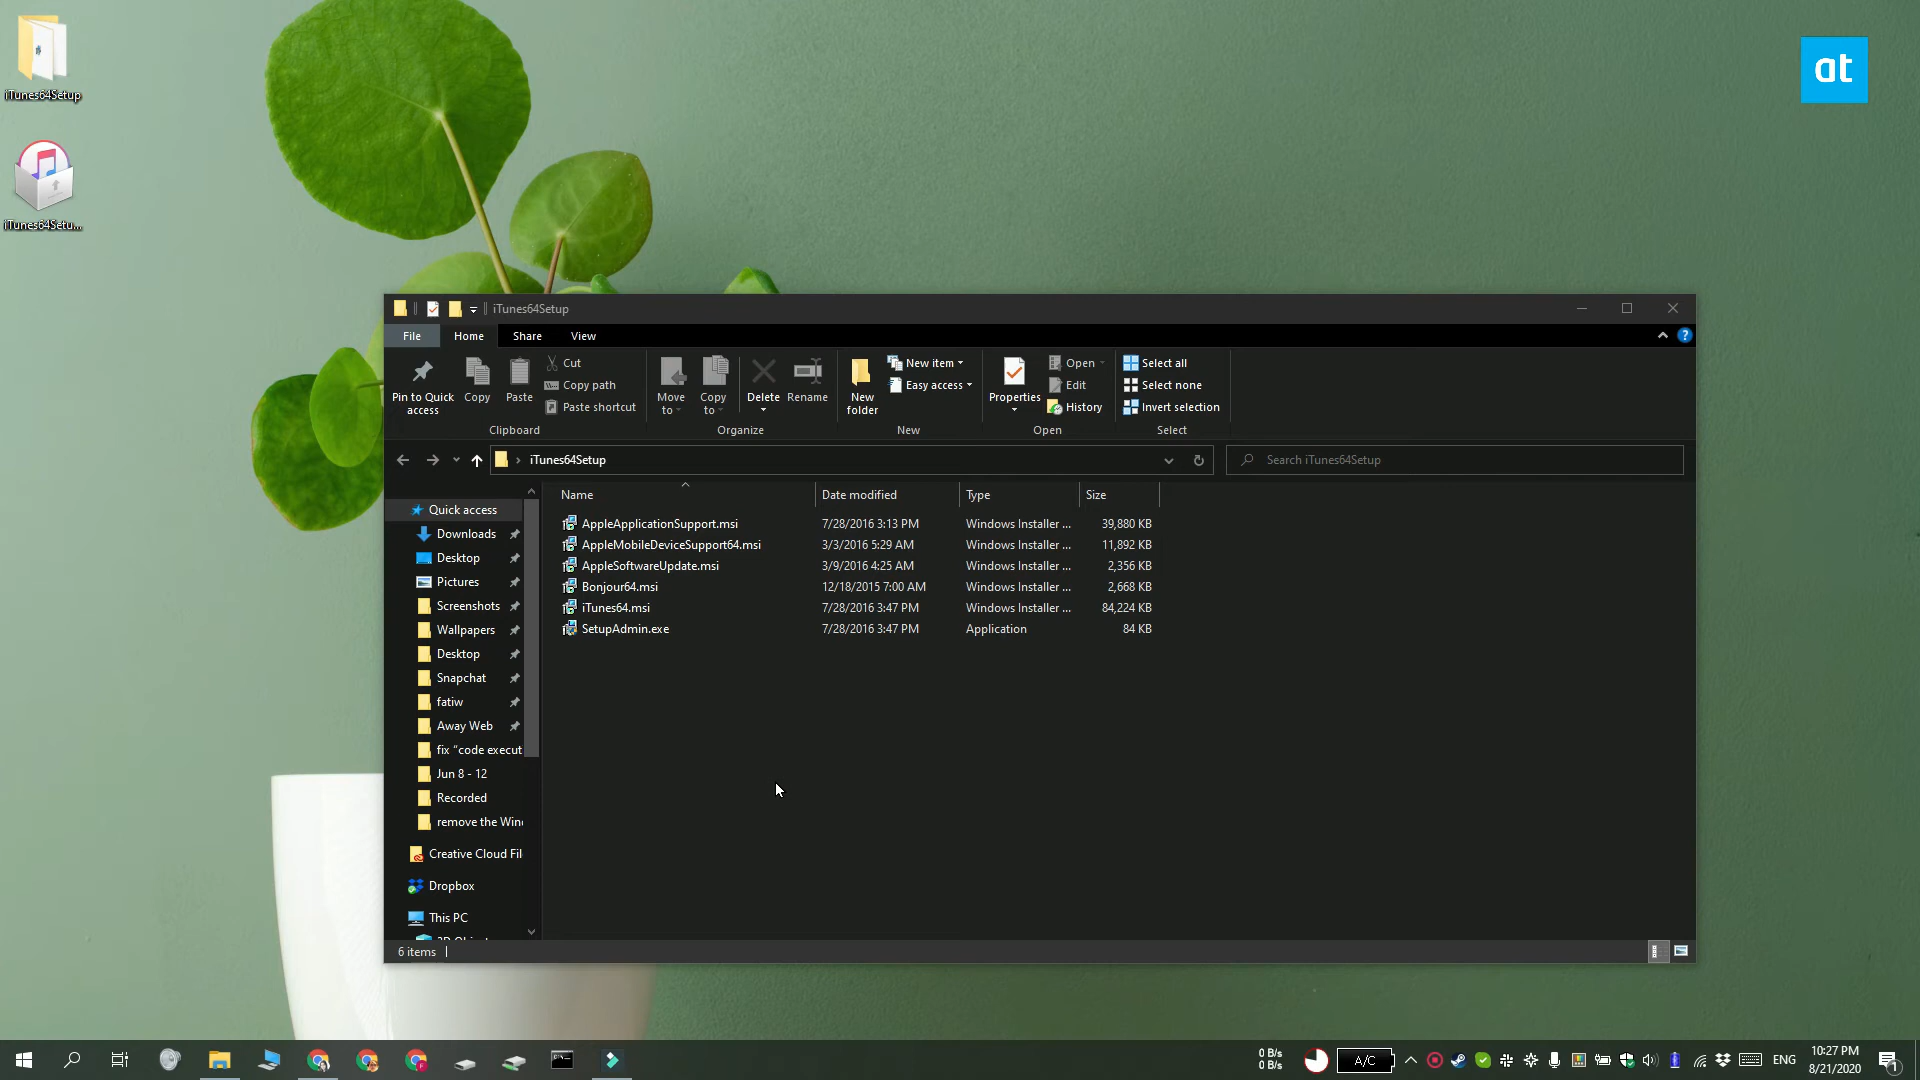 iTunes64Setup
iTunes64Setu...
at
iTunes64Setup
File
Home
Share
View
Pin to Quick access
Copy
Paste
Cut
Copy path
Paste shortcut
Clipboard
Move to
Copy to
Delete
Rename
Organize
New folder
New item
Easy access
New
Properties
Open
Edit
History
Open
Select all
Select none
Invert selection
Select
iTunes64Setup
Search iTunes64Setup
Name Date modified Type Size
AppleApplicationSupport.msi 7/28/2016 3:13 PM Windows Installer ... 39,880 KB
AppleMobileDeviceSupport64.msi 3/3/2016 5:29 AM Windows Installer ... 11,892 KB
AppleSoftwareUpdate.msi 3/9/2016 4:25 AM Windows Installer ... 2,356 KB
Bonjour64.msi 12/18/2015 7:00 AM Windows Installer ... 2,668 KB
iTunes64.msi 7/28/2016 3:47 PM Windows Installer ... 84,224 KB
SetupAdmin.exe 7/28/2016 3:47 PM Application 84 KB
Quick access
Downloads
Desktop
Pictures
Screenshots
Wallpapers
Desktop
Snapchat
fatiw
Away Web
fix "code execut
Jun 8 - 12
Recorded
remove the Wind
Creative Cloud Fil
Dropbox
This PC
6 items
0 B/s
0 B/s
A/C
ENG
10:27 PM
8/21/2020
1